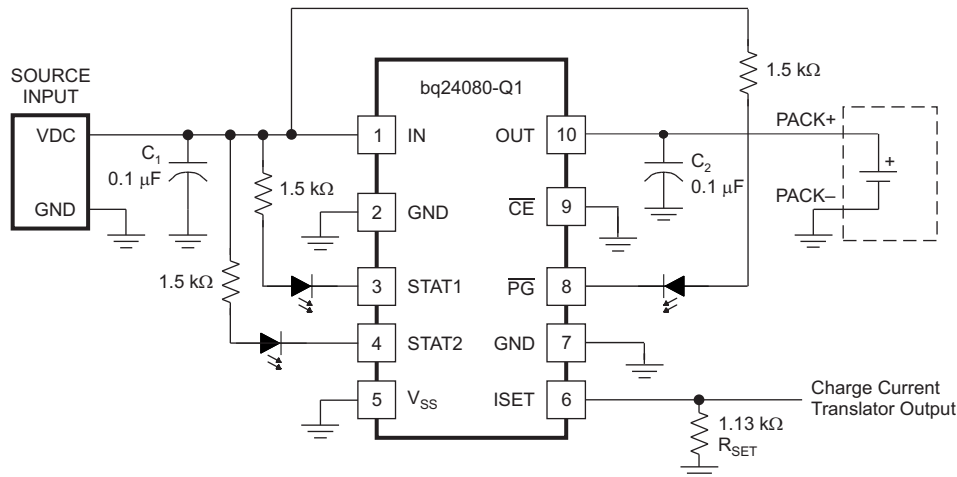 SOURCE
INPUT
VDC
GND
C1
0.1 μF
1.5 kΩ
1.5 kΩ
bq24080-Q1
1
IN
2
GND
3
STAT1
4
STAT2
5
VSS
OUT
10
CE
9
PG
8
GND
7
ISET
6
1.5 kΩ
C2
0.1 μF
PACK+
+
PACK–
1.13 kΩ
RSET
Charge Current
Translator Output